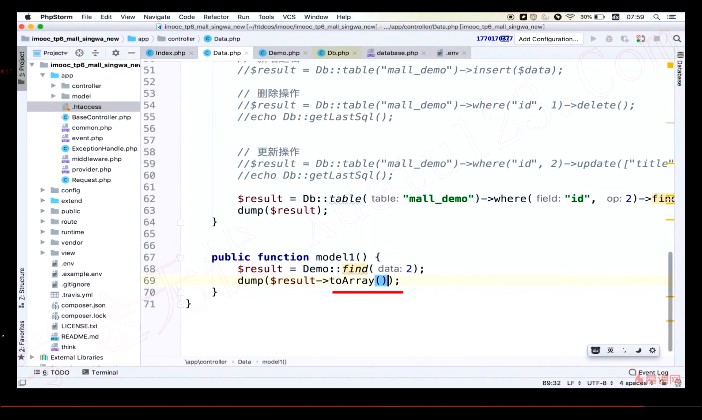 PhpStorm File Edit View Navigate Code Refactor Run Tools VCS Window Help 30% 07:59
imooc_tp6_mall_singwa_new [~/htdcos/imooc/imooc_tp6_mall_singwa_new] - .../app/controller/Data.php [imooc_tp6_mall_singwa_new]
imooc_tp6_mall_singwa_new app controller Data.php Add Configuration...
Project Index.php Data.php Demo.php Db.php database.php .env
imooc_tp6_mall_singwa_new
app
controller
model
.htaccess
BaseController.php
common.php
event.php
ExceptionHandle.php
middleware.php
provider.php
Request.php
config
extend
public
route
runtime
vendor
view
.env
.example.env
.gitignore
.travis.yml
composer.json
composer.lock
LICENSE.txt
README.md
think
External Libraries
51 //$result = Db::table("mall_demo")->insert($data);
52
53 // 删除操作
54 //$result = Db::table("mall_demo")->where("id", 1)->delete();
55 //echo Db::getLastSql();
56
57
58 // 更新操作
59 //$result = Db::table("mall_demo")->where("id", 2)->update(["title"
60 //echo Db::getLastSql();
61
62 $result = Db::table( table: "mall_demo")->where( field: "id", op: 2)->find
63 dump($result);
64 }
65
66
67 public function model1() {
68 $result = Demo::find( data: 2);
69 dump($result->toArray());
70 }
71 }
英
\app\controller Data model1()
6: TODO Terminal Event Log
69:32 LF UTF-8 4 spaces
1: Project
Z: Structure
2: Favorites
Database